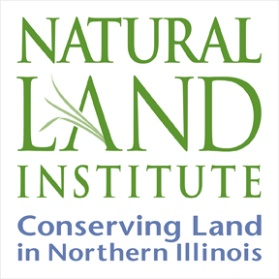 NATURAL
LAND
INSTITUTE
Conserving Land
in Northern Illinois